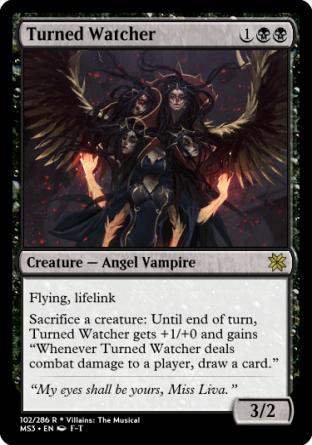 Turned Watcher 1
Creature — Angel Vampire
Flying, lifelink
Sacrifice a creature: Until end of turn,
Turned Watcher gets +1/+0 and gains
“Whenever Turned Watcher deals
combat damage to a player, draw a card.”
“My eyes shall be yours, Miss Liva.”
3/2
102/286 R * Villains: The Musical
MS3 • EN F-T